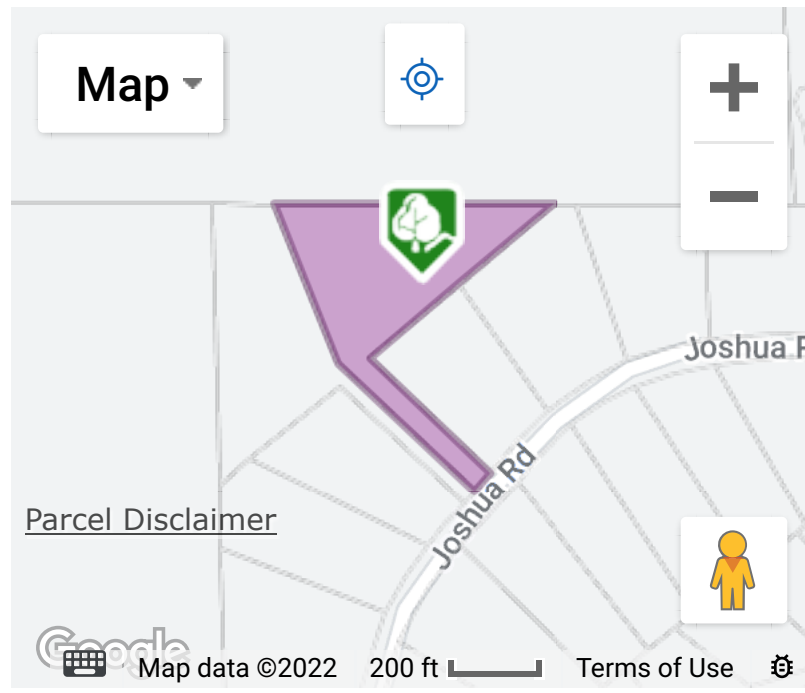 Map
Joshua R
Joshua Rd
Parcel Disclaimer
Google
Map data ©2022 200 ft Terms of Use